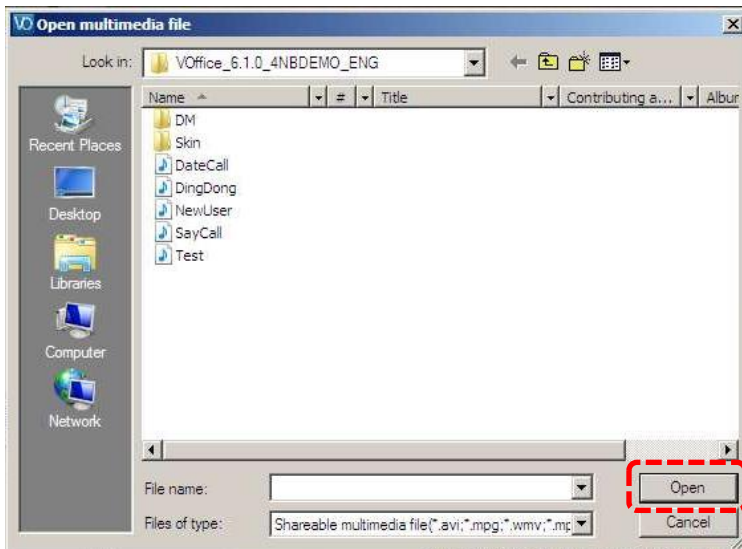 VO Open multimedia file
Look in: VOffice_6.1.0_4NBDEMO_ENG
Name # Title Contributing a... Albur
Recent Places
Desktop
Libraries
Computer
Network
DM
Skin
DateCall
DingDong
NewUser
SayCall
Test
File name:
Open
Files of type: Shareable multimedia file(*.avi;*.mpg;*.wmv;*.mp
Cancel